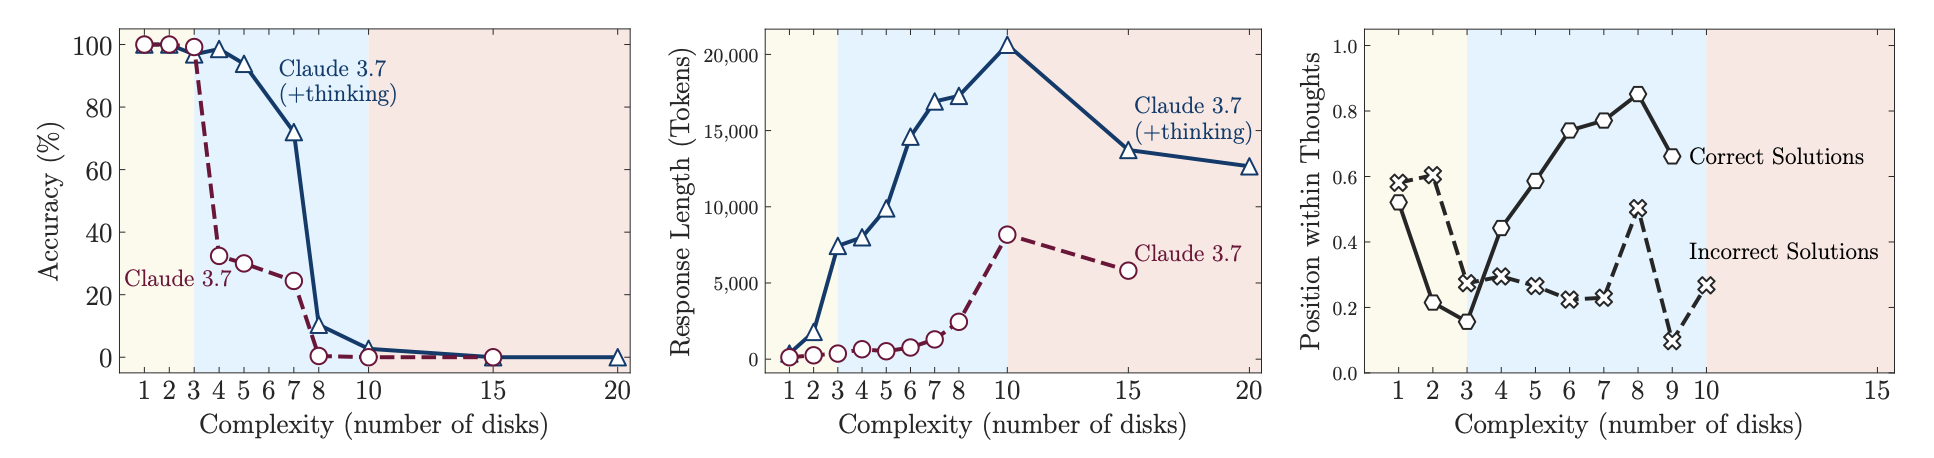 Accuracy (%)
100
80
60
40
20
0
Claude 3.7
(+thinking)
Claude 3.7
1 2 3 4 5 6 7 8 10 15 20
Complexity (number of disks)
Response Length (Tokens)
20,000
15,000
10,000
5,000
0
Claude 3.7
(+thinking)
Claude 3.7
1 2 3 4 5 6 7 8 10 15 20
Complexity (number of disks)
Position within Thoughts
1.0
0.8
0.6
0.4
0.2
0.0
Correct Solutions
Incorrect Solutions
1 2 3 4 5 6 7 8 9 10 15
Complexity (number of disks)